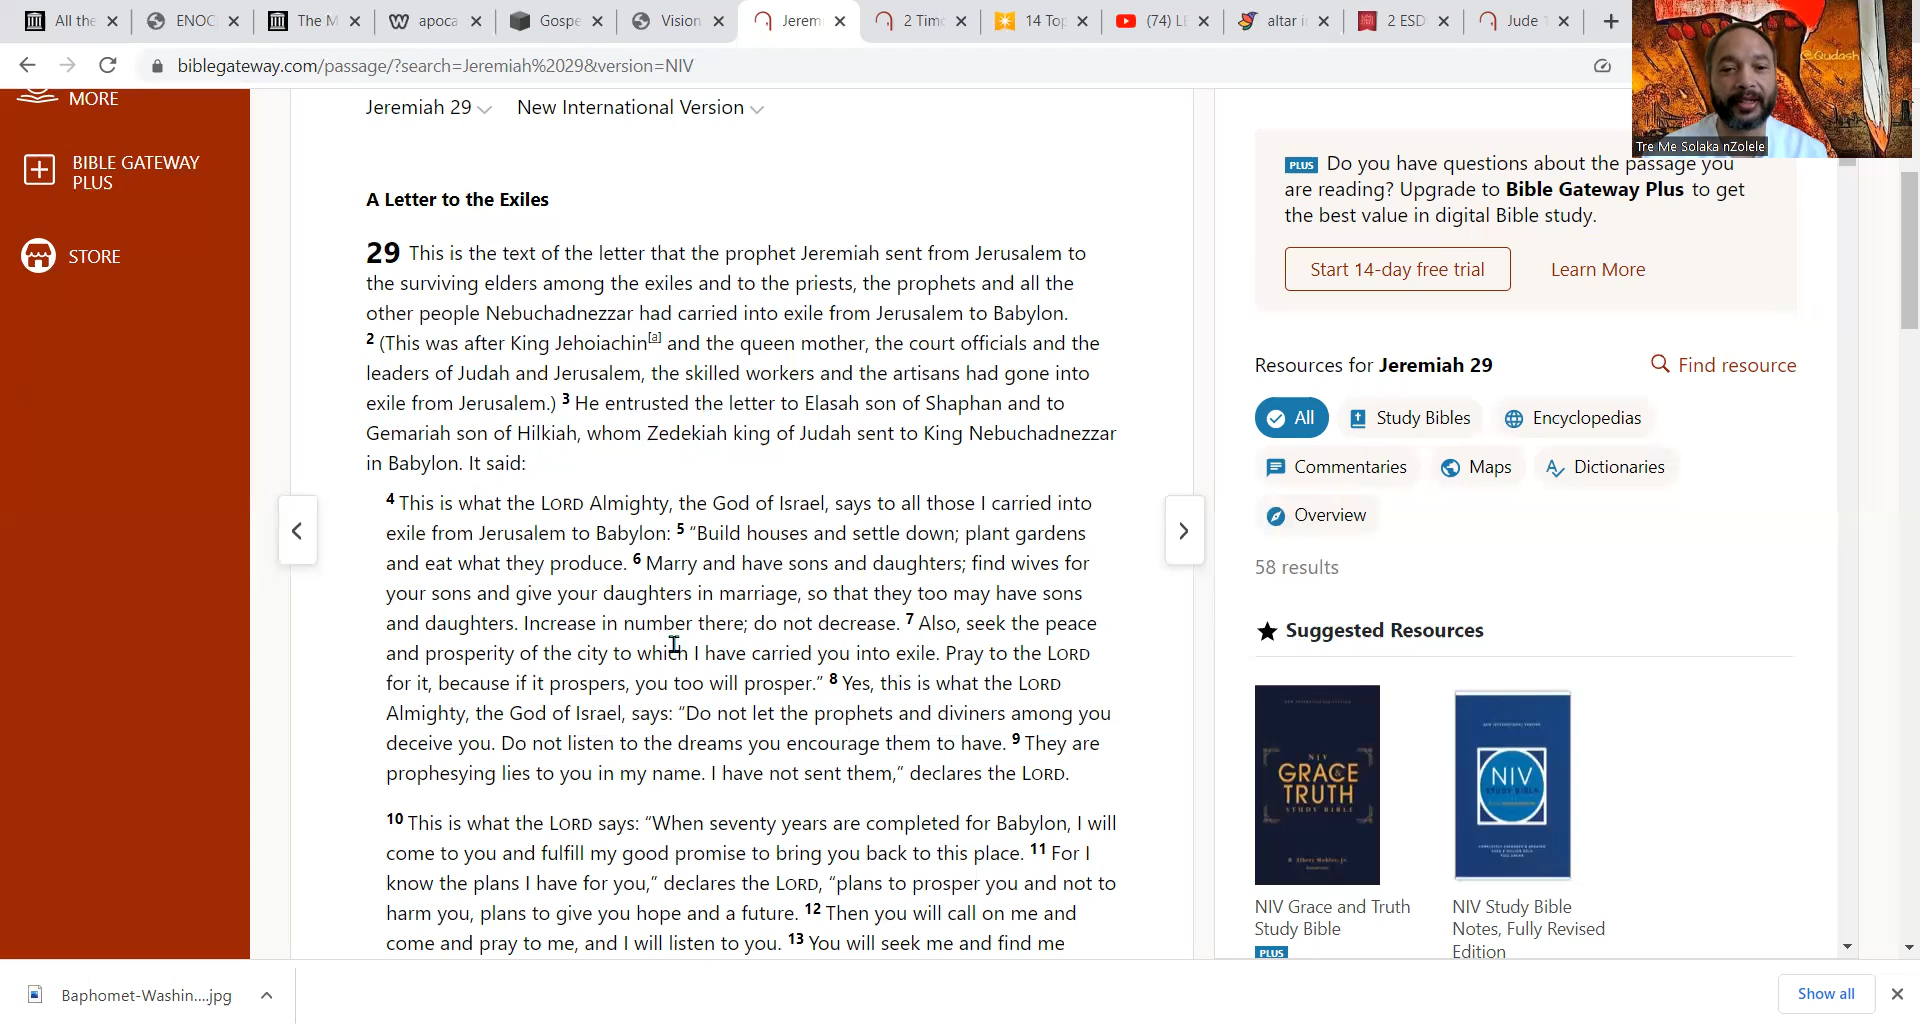 All the
ENOC
The M
apoca
Gospe
Vision
Jerem
2 Timo
14 Top
(74) LE
altar i
2 ESD
Jude
biblegateway.com/passage/?search=Jeremiah%2029&version=NIV
@Qudash
Tre Me Solaka nZolele
MORE
BIBLE GATEWAY
PLUS
STORE
Jeremiah 29 New International Version
A Letter to the Exiles
29 This is the text of the letter that the prophet Jeremiah sent from Jerusalem to
the surviving elders among the exiles and to the priests, the prophets and all the
other people Nebuchadnezzar had carried into exile from Jerusalem to Babylon.
2 (This was after King Jehoiachin[a] and the queen mother, the court officials and the
leaders of Judah and Jerusalem, the skilled workers and the artisans had gone into
exile from Jerusalem.) 3 He entrusted the letter to Elasah son of Shaphan and to
Gemariah son of Hilkiah, whom Zedekiah king of Judah sent to King Nebuchadnezzar
in Babylon. It said:
4 This is what the LORD Almighty, the God of Israel, says to all those I carried into
exile from Jerusalem to Babylon: 5 “Build houses and settle down; plant gardens
and eat what they produce. 6 Marry and have sons and daughters; find wives for
your sons and give your daughters in marriage, so that they too may have sons
and daughters. Increase in number there; do not decrease. 7 Also, seek the peace
and prosperity of the city to which I have carried you into exile. Pray to the LORD
for it, because if it prospers, you too will prosper.” 8 Yes, this is what the LORD
Almighty, the God of Israel, says: “Do not let the prophets and diviners among you
deceive you. Do not listen to the dreams you encourage them to have. 9 They are
prophesying lies to you in my name. I have not sent them,” declares the LORD.
10 This is what the LORD says: “When seventy years are completed for Babylon, I will
come to you and fulfill my good promise to bring you back to this place. 11 For I
know the plans I have for you,” declares the LORD, “plans to prosper you and not to
harm you, plans to give you hope and a future. 12 Then you will call on me and
come and pray to me, and I will listen to you. 13 You will seek me and find me
PLUS Do you have questions about the passage you
are reading? Upgrade to Bible Gateway Plus to get
the best value in digital Bible study.
Start 14-day free trial Learn More
Resources for Jeremiah 29 Find resource
All Study Bibles Encyclopedias
Commentaries Maps Dictionaries
Overview
58 results
Suggested Resources
NIV
GRACE &
TRUTH
STUDY BIBLE
NIV
STUDY BIBLE
NIV Grace and Truth
Study Bible
PLUS
NIV Study Bible
Notes, Fully Revised
Edition
Baphomet-Washin....jpg
Show all